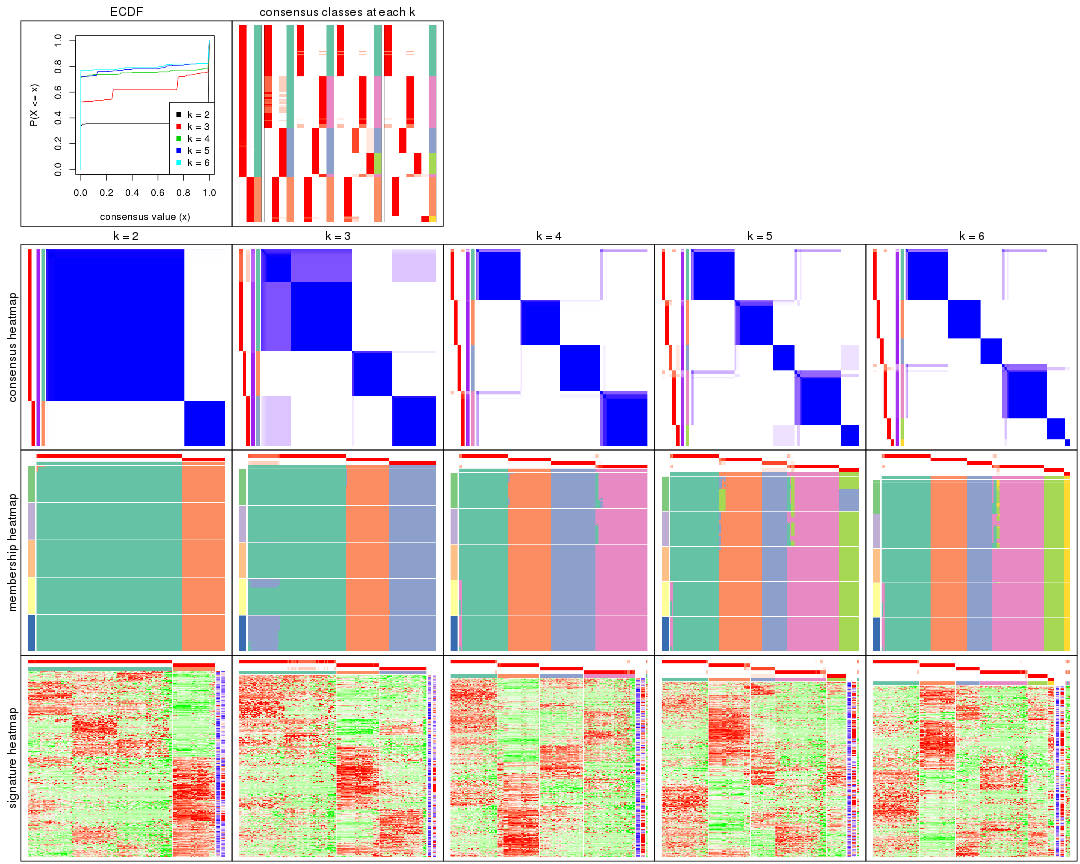 ECDF
consensus classes at each k
P(X <= x)
0.0 0.2 0.4 0.6 0.8 1.0
k = 2
k = 3
k = 4
k = 5
k = 6
0.0 0.2 0.4 0.6 0.8 1.0
consensus value (x)
k = 2
k = 3
k = 4
k = 5
k = 6
consensus heatmap
membership heatmap
signature heatmap